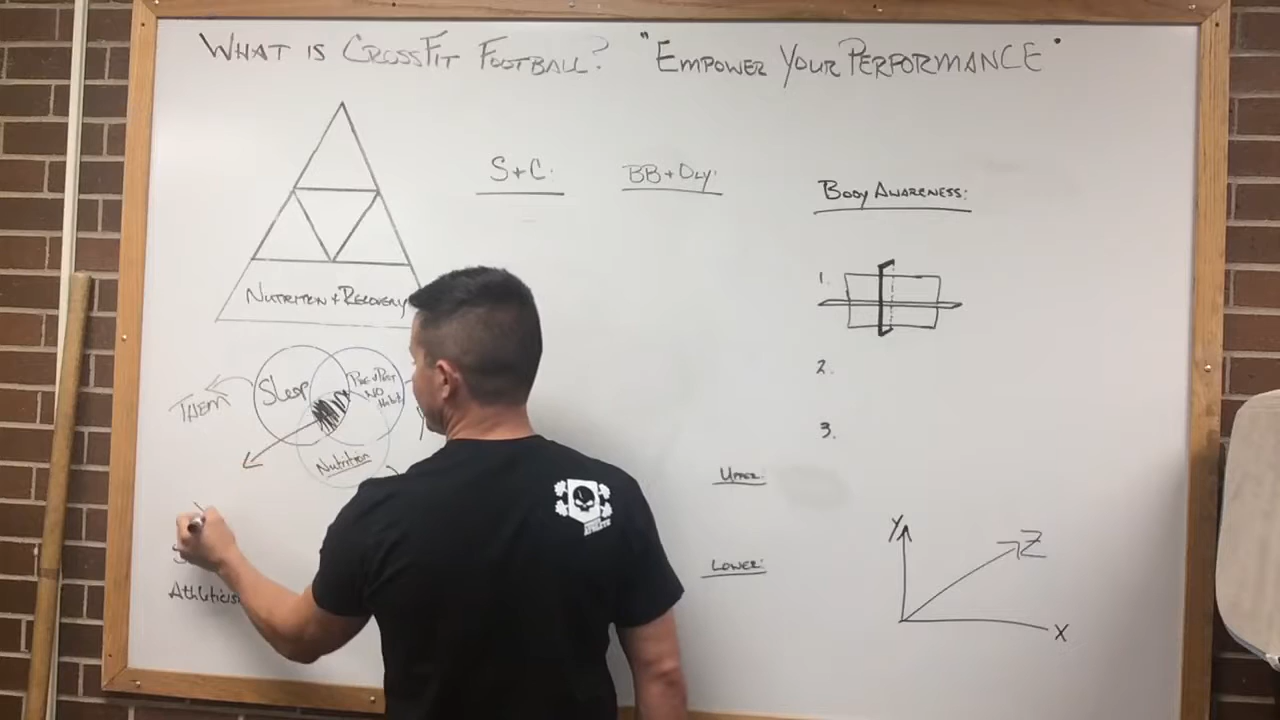 WHAT IS CROSSFIT FOOTBALL? "EMPOWER YOUR PERFORMANCE"
S+C:
BB+OLY:
BODY AWARENESS:
NUTRITION + RECOVERY
1.
2.
3.
THEM
Sleep
Nutrition
UPPER:
LOWER:
Y
Z
X